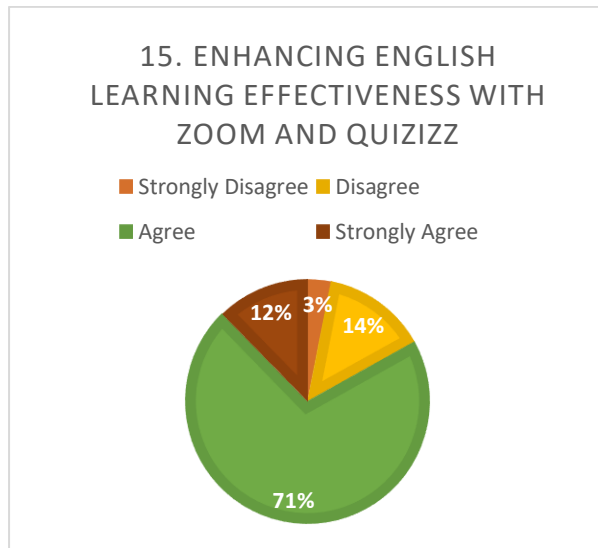 15. ENHANCING ENGLISH
LEARNING EFFECTIVENESS WITH
ZOOM AND QUIZIZZ
Strongly Disagree Disagree
Agree Strongly Agree
12% 3%
14%
71%